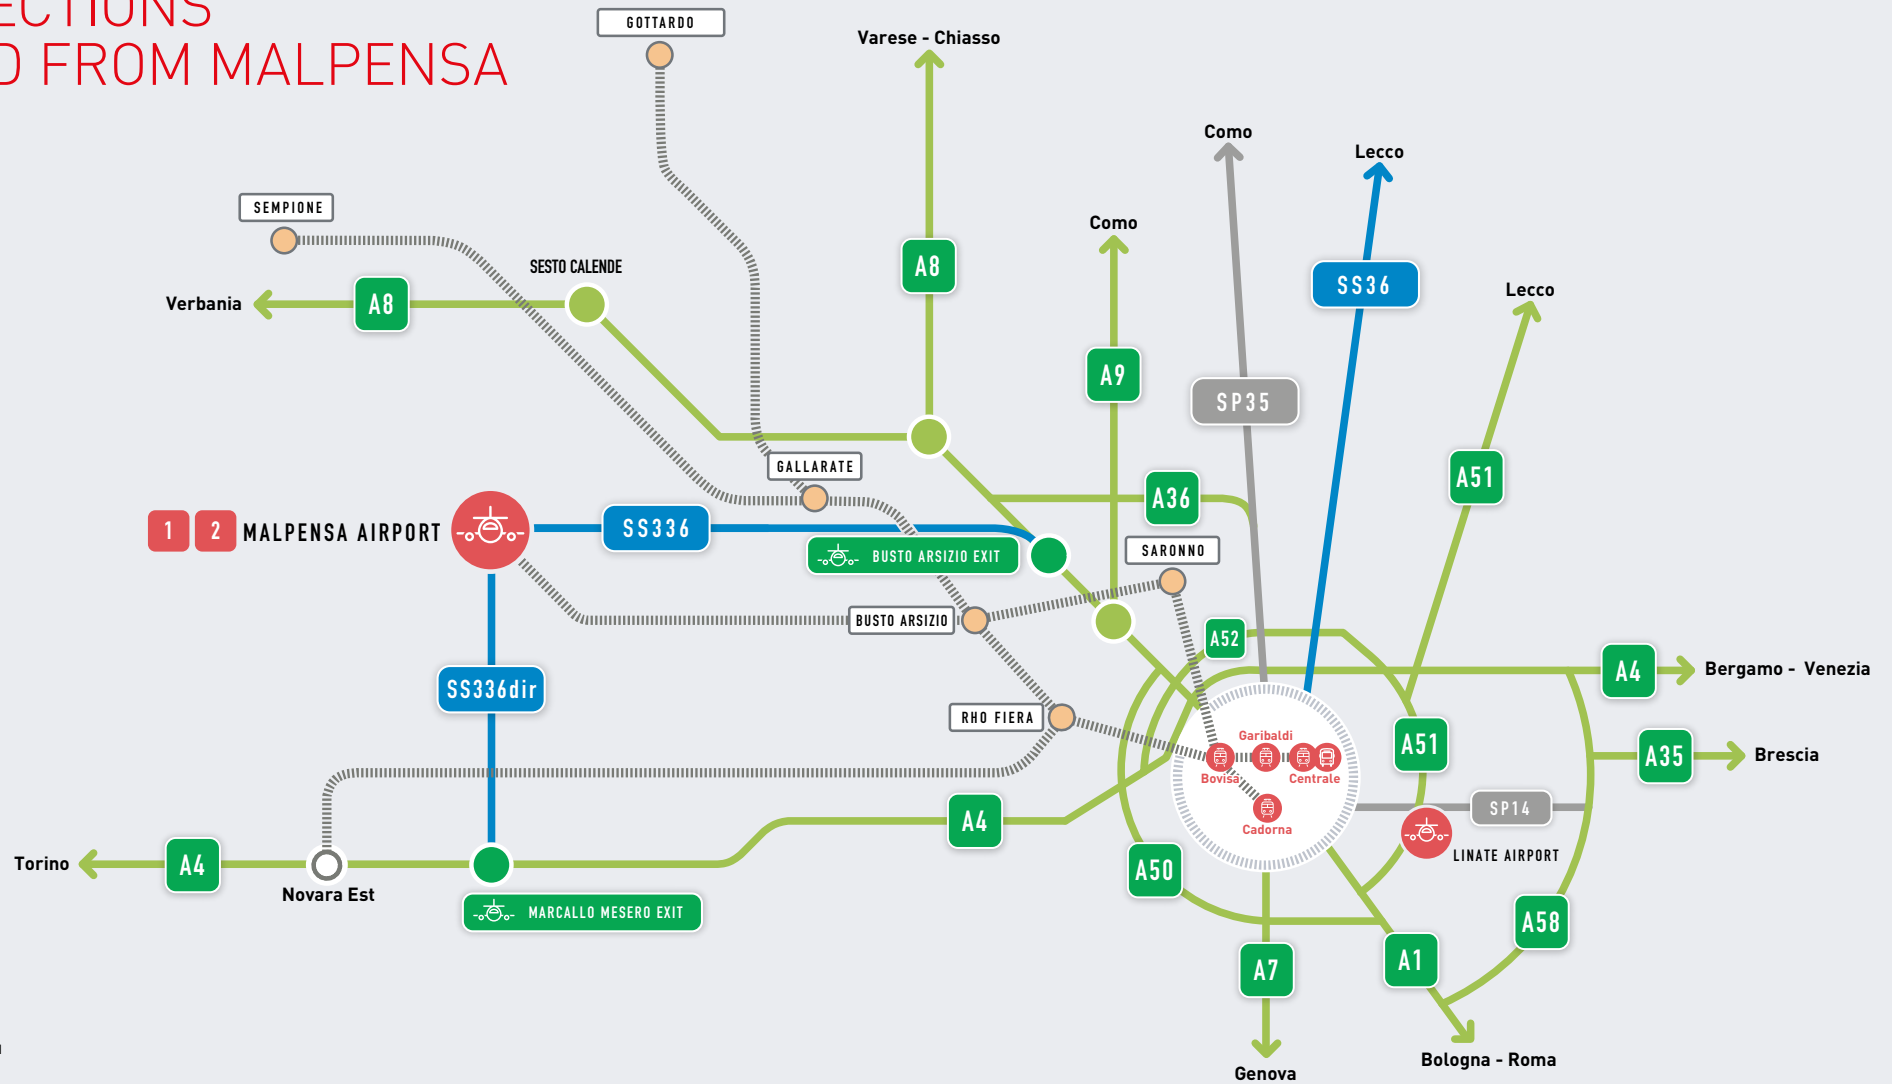 ECTIONS
D FROM MALPENSA
GOTTARDO
Varese - Chiasso
Como
Lecco
SEMPIONE
Como
SESTO CALENDE
A8
SS36
Lecco
Verbania
A8
A9
SP35
GALLARATE
A51
A36
1 2 MALPENSA AIRPORT
SS336
BUSTO ARSIZIO EXIT
SARONNO
BUSTO ARSIZIO
A52
A4
Bergamo - Venezia
SS336dir
RHO FIERA
Garibaldi
A51
A35
Brescia
Bovisa
Centrale
SP14
A4
Cadorna
LINATE AIRPORT
Torino
A4
A50
Novara Est
MARCALLO MESERO EXIT
A58
A7
A1
Bologna - Roma
Genova